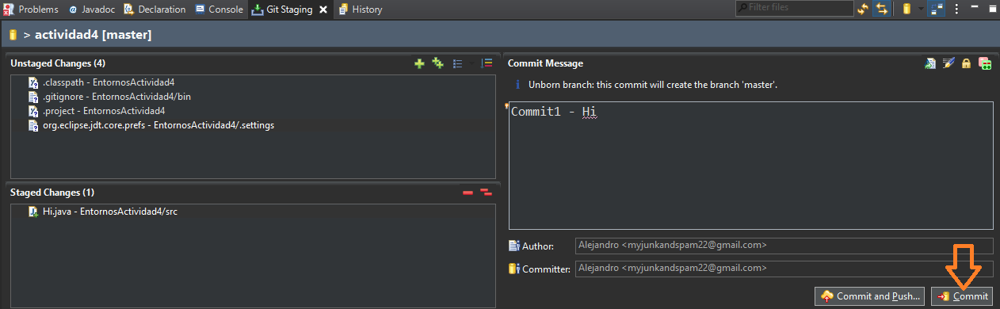 Problems @ Javadoc Declaration Console Git Staging History Filter files
> actividad4 [master]
Unstaged Changes (4)
.classpath - EntornosActividad4
.gitignore - EntornosActividad4/bin
.project - EntornosActividad4
org.eclipse.jdt.core.prefs - EntornosActividad4/.settings
Staged Changes (1)
Hi.java - EntornosActividad4/src
Commit Message
Unborn branch: this commit will create the branch 'master'.
Commit1 - Hi
Author: Alejandro <myjunkandspam22@gmail.com>
Committer: Alejandro <myjunkandspam22@gmail.com>
Commit and Push... Commit